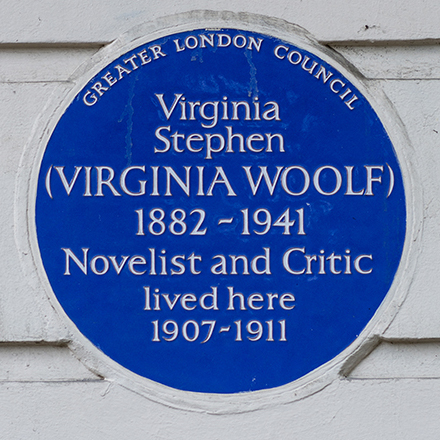 GREATER LONDON COUNCIL
Virginia
Stephen
(VIRGINIA WOOLF)
1882 - 1941
Novelist and Critic
lived here
1907-1911